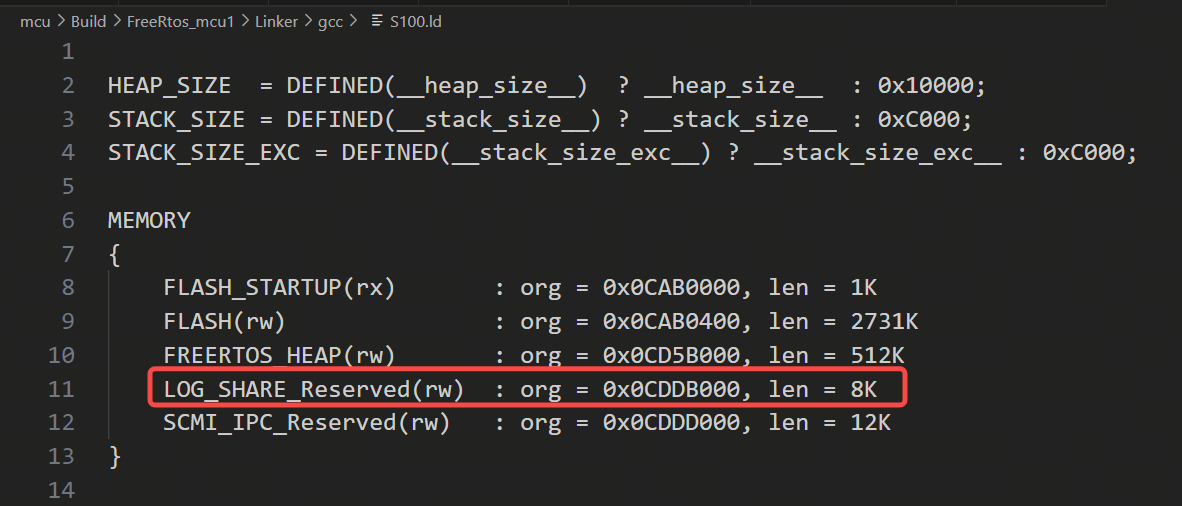 mcu > Build > FreeRtos_mcu1 > Linker > gcc > S100.ld
1
2 HEAP_SIZE  = DEFINED(__heap_size__)  ? __heap_size__  : 0x10000;
3 STACK_SIZE = DEFINED(__stack_size__) ? __stack_size__ : 0xC000;
4 STACK_SIZE_EXC = DEFINED(__stack_size_exc__) ? __stack_size_exc__ : 0xC000;
5
6 MEMORY
7 {
8     FLASH_STARTUP(rx)       : org = 0x0CAB0000, len = 1K
9     FLASH(rw)               : org = 0x0CAB0400, len = 2731K
10     FREERTOS_HEAP(rw)       : org = 0x0CD5B000, len = 512K
11     LOG_SHARE_Reserved(rw)  : org = 0x0CDDB000, len = 8K
12     SCMI_IPC_Reserved(rw)   : org = 0x0CDDD000, len = 12K
13 }
14